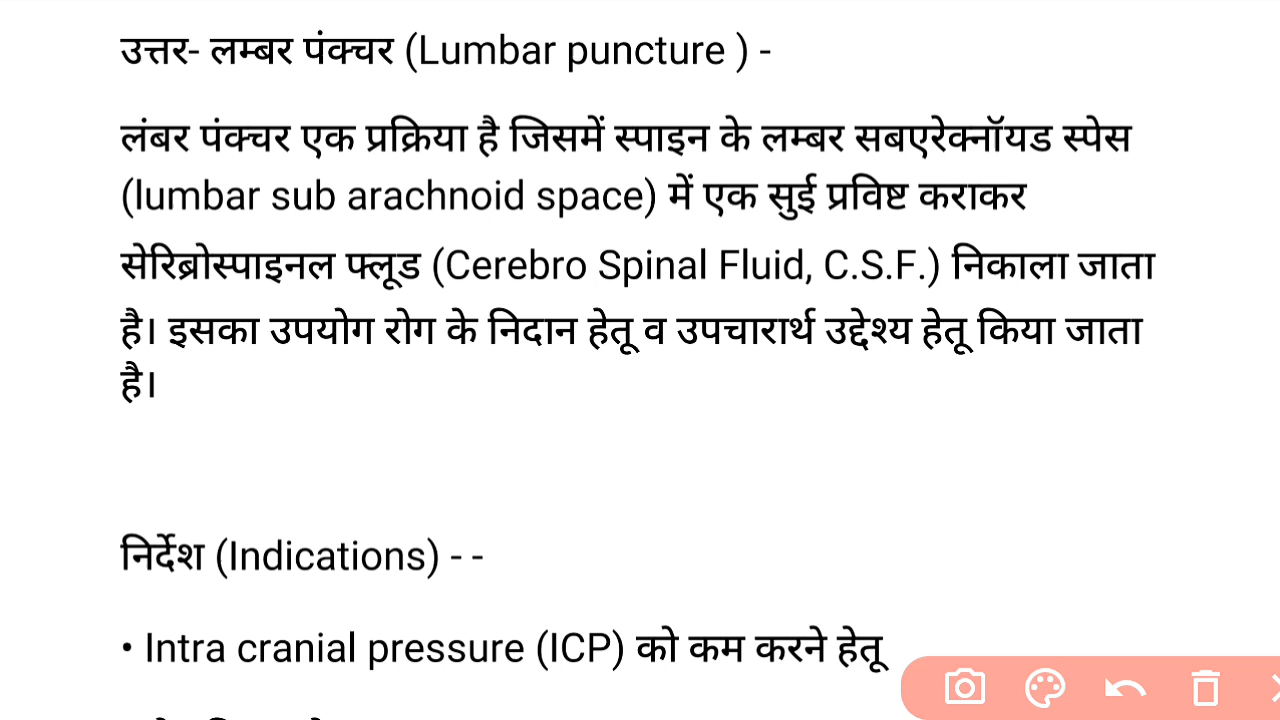 उत्तर- लम्बर पंक्चर (Lumbar puncture ) -
लंबर पंक्चर एक प्रक्रिया है जिसमें स्पाइन के लम्बर सबएरेक्नॉयड स्पेस
(lumbar sub arachnoid space) में एक सुई प्रविष्ट कराकर
सेरिब्रोस्पाइनल फ्लूड (Cerebro Spinal Fluid, C.S.F.) निकाला जाता
है। इसका उपयोग रोग के निदान हेतू व उपचारार्थ उद्देश्य हेतू किया जाता
है।
निर्देश (Indications) - -
• Intra cranial pressure (ICP) को कम करने हेतू